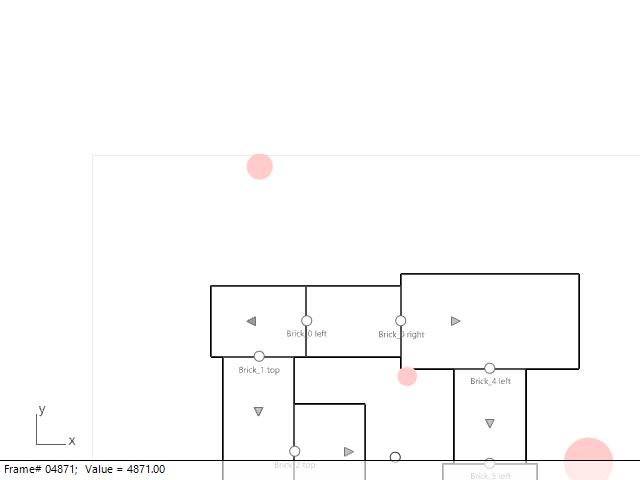 Brick_0 left
Brick_0 right
Brick_1 top
Brick_4 left
y
x
Brick_2 top
Frame# 04871; Value = 4871.00
Brick_5 left